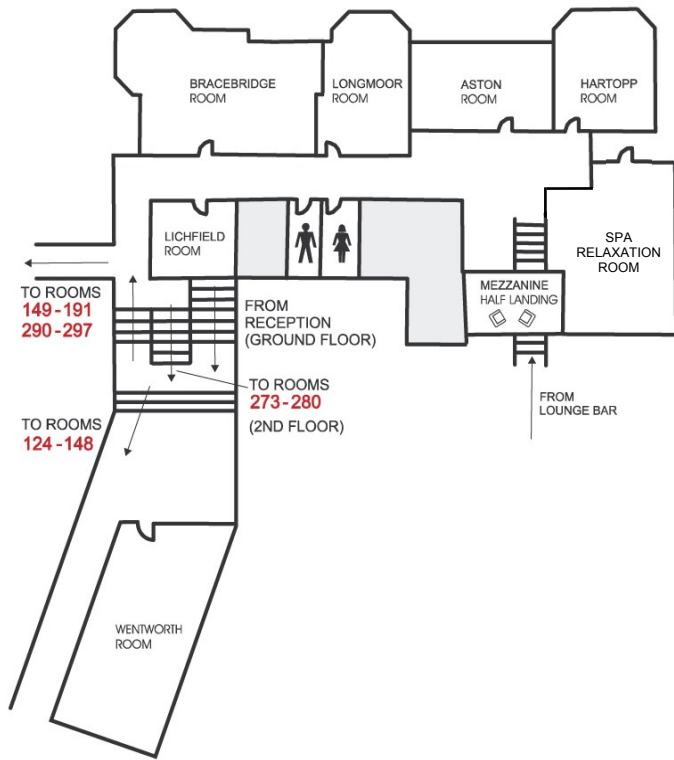 BRACEBRIDGE
ROOM
LONGMOOR
ROOM
ASTON
ROOM
HARTOPP
ROOM
LICHFIELD
ROOM
SPA
RELAXATION
ROOM
MEZZANINE
HALF LANDING
TO ROOMS
149-191
290-297
FROM
RECEPTION
(GROUND FLOOR)
TO ROOMS
273-280
(2ND FLOOR)
FROM
LOUNGE BAR
TO ROOMS
124-148
WENTWORTH
ROOM